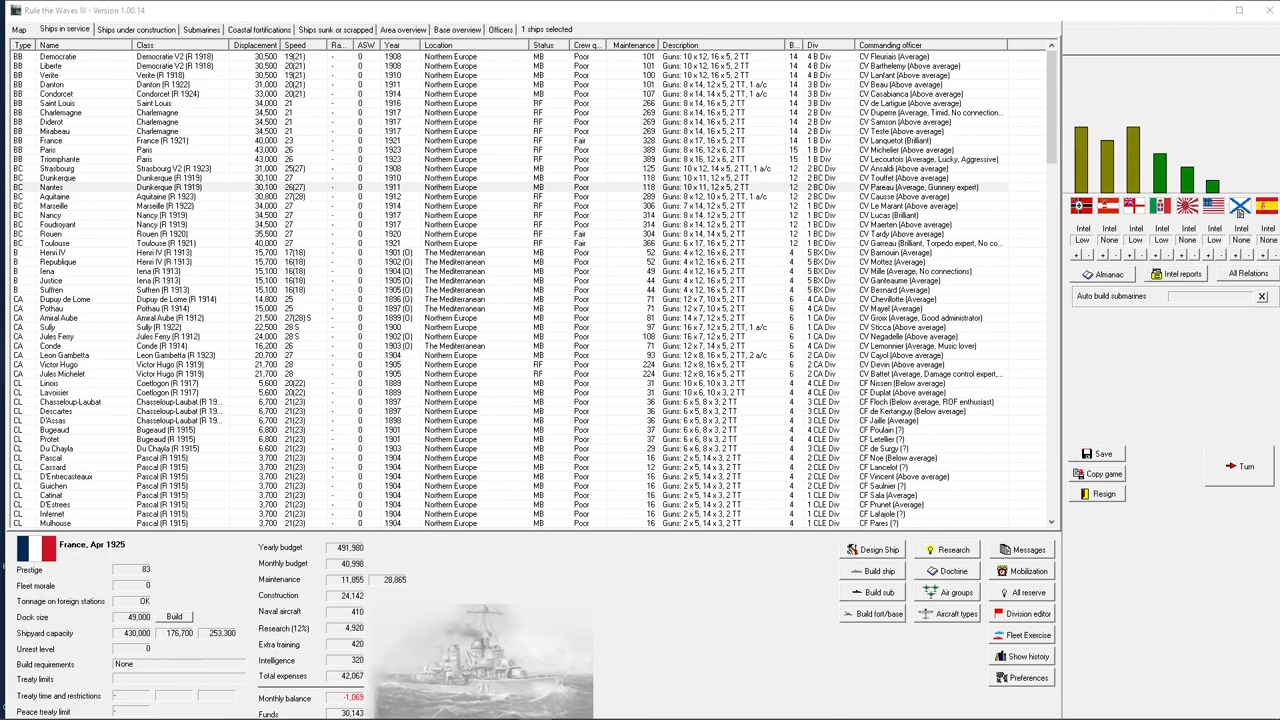 Rule the Waves III - Version 1.00.14
Map Ships in service Ships under construction Submarines Coastal fortifications Ships sunk or scrapped Area overview Base overview Officers 1 ships selected
Type Name Class Displacement Speed Ra... ASW Year Location Status Crew q... Maintenance Description B... Div Commanding officer
BB Democratie Democratie V2 (R 1918) 30,500 19(21) - 0 1908 Northern Europe MB Poor 101 Guns: 10 x 12, 16 x 5, 2 TT 14 4 B Div CV Fleuriais (Average)
BB Liberte Democratie V2 (R 1918) 30,500 19(21) - 0 1908 Northern Europe MB Poor 101 Guns: 10 x 12, 16 x 5, 2 TT 14 4 B Div CV Barthelemy (Above average)
BB Verite Verite (R 1918) 30,500 19(21) - 0 1910 Northern Europe MB Poor 100 Guns: 10 x 12, 16 x 5, 2 TT 14 4 B Div CV Lanfant (Above average)
BB Danton Danton (R 1922) 31,000 20(21) - 0 1911 Northern Europe MB Poor 101 Guns: 8 x 14, 12 x 5, 2 TT, 1 a/c 14 3 B Div CV Beau (Above average)
BB Condorcet Condorcet (R 1924) 33,000 20(21) - 0 1914 Northern Europe MB Poor 107 Guns: 8 x 14, 12 x 5, 2 TT, 1 a/c 14 3 B Div CV Casabianca (Above average)
BB Saint Louis Saint Louis 34,000 21 - 0 1916 Northern Europe RF Poor 266 Guns: 8 x 14, 16 x 5, 2 TT 14 2 B Div CV de Latigue (Above average)
BB Charlemagne Charlemagne 34,000 21 - 0 1917 Northern Europe RF Poor 269 Guns: 8 x 14, 16 x 5, 2 TT 14 2 B Div CV Duperre (Average, Timid, No connection...
BB Diderot Charlemagne 34,000 21 - 0 1917 Northern Europe RF Poor 269 Guns: 8 x 14, 16 x 5, 2 TT 14 2 B Div CV Samson (Above average)
BB Mirabeau Charlemagne 34,000 21 - 0 1917 Northern Europe RF Poor 269 Guns: 8 x 14, 16 x 5, 2 TT 14 2 B Div CV Teste (Above average)
BB France France (R 1921) 40,000 23 - 0 1921 Northern Europe RF Fair 328 Guns: 8 x 17, 16 x 5, 2 TT 14 1 B Div CV Lanquetot (Brilliant)
BB Paris Paris 43,000 26 - 0 1923 Northern Europe RF Poor 389 Guns: 8 x 16, 12 x 6, 2 TT 15 1 B Div CV Michelier (Above average)
BB Triomphante Paris 43,000 26 - 0 1923 Northern Europe RF Poor 389 Guns: 8 x 16, 12 x 6, 2 TT 15 1 B Div CV Lecourtois (Average, Lucky, Aggressive)
BC Strasbourg Strasbourg V2 (R 1923) 31,000 27(28) - 0 1908 Northern Europe MB Poor 125 Guns: 10 x 12, 14 x 5, 2 TT, 1 a/c 12 2 BC Div CV Ansaldi (Above average)
BC Dunkerque Dunkerque (R 1919) 30,100 27 - 0 1910 Northern Europe MB Poor 118 Guns: 10 x 11, 12 x 5, 2 TT 12 2 BC Div CV Touffet (Above average)
BC Nantes Dunkerque (R 1919) 30,100 26(27) - 0 1911 Northern Europe MB Poor 118 Guns: 10 x 11, 12 x 5, 2 TT 12 2 BC Div CV Pareau (Average, Gunnery expert)
BC Aquitaine Aquitaine (R 1923) 30,800 27(28) - 0 1912 Northern Europe RF Poor 289 Guns: 9 x 11, 12 x 5, 2 TT, 1 a/c 12 2 BC Div CV Causse (Above average)
BC Marseille Marseille 34,000 27 - 0 1914 Northern Europe RF Poor 282 Guns: 7 x 14, 12 x 5, 2 TT 12 2 BC Div CV Le Marant (Above average)
BC Nancy Nancy (R 1919) 34,000 27 - 0 1917 Northern Europe RF Poor 314 Guns: 8 x 14, 12 x 5, 2 TT 12 1 BC Div CV Lucas (Brilliant)
BC Foudroyant Nancy (R 1919) 34,000 27 - 0 1917 Northern Europe RF Poor 314 Guns: 8 x 14, 12 x 5, 2 TT 12 1 BC Div CV Maerten (Above average)
BC Rouen Rouen (R 1920) 34,500 27 - 0 1919 Northern Europe RF Fair 323 Guns: 8 x 14, 12 x 5, 2 TT 12 1 BC Div CV Tardy (Above average)
BC Toulouse Toulouse 40,000 27 - 0 1921 Northern Europe RF Fair 366 Guns: 6 x 17, 16 x 5, 2 TT 12 1 BC Div CV Garreau (Brilliant, Torpedo expert, No co...
B Henri IV Henri IV (R 1913) 15,700 17(18) - 0 1901 (O) The Mediterranean MB Poor 52 Guns: 4 x 12, 14 x 6, 2 TT 8 5 BX Div CV Barnouin (Average)
B Republique Henri IV (R 1913) 15,700 18 - 0 1902 (O) The Mediterranean MB Poor 52 Guns: 4 x 12, 14 x 6, 2 TT 8 5 BX Div CV Mottez (Average)
B Iena Iena (R 1913) 15,400 18 - 0 1902 (O) The Mediterranean MB Poor 49 Guns: 4 x 12, 14 x 6, 2 TT 8 5 BX Div CV Mille (Average, No connections)
B Justice Suffren (R 1913) 15,200 18 - 0 1902 (O) The Mediterranean MB Poor 44 Guns: 4 x 12, 12 x 6, 2 TT 8 5 BX Div CV Ganteaume (Average)
B Suffren Suffren (R 1913) 15,200 18 - 0 1902 (O) The Mediterranean MB Poor 44 Guns: 4 x 12, 12 x 6, 2 TT 8 5 BX Div CV Besnard (Average)
CA Dupuy de Lome Dupuy de Lome (R 1916) 14,800 25 - 0 1896 (O) The Mediterranean MB Poor 71 Guns: 4 x 10, 12 x 7, 2 TT 6 4 CA Div CV Chevillotte (Average)
CA Pothau Pothau (R 1914) 15,000 25 - 0 1897 (O) The Mediterranean MB Poor 71 Guns: 12 x 7, 10 x 5, 2 TT 6 4 CA Div CV Mayel (Average)
CA Amiral Aube Amiral Aube (R 1913) 20,500 27(28) S - 0 1899 (O) Northern Europe MB Poor 81 Guns: 14 x 7, 12 x 5, 2 TT 6 1 CA Div CV Groix (Average, Good administrator)
CA Sully Sully (R 1922) 22,500 28 S - 0 1900 Northern Europe MB Poor 97 Guns: 16 x 7, 12 x 5, 2 TT, 1 a/c 6 1 CA Div CV Sticca (Above average)
CA Jules Ferry Jules Ferry (R 1912) 24,000 28 S - 0 1902 (O) Northern Europe MB Poor 108 Guns: 16 x 7, 12 x 5, 2 TT 6 1 CA Div CV Negadelle (Above average)
CA Conde Conde (R 1914) 16,200 26 - 0 1903 (O) The Mediterranean MB Poor 71 Guns: 12 x 7, 14 x 5, 2 TT 6 4 CA Div CV Lemonnier (Average, Music lover)
CA Leon Gambetta Leon Gambetta (R 1923) 20,700 27 - 0 1904 Northern Europe MB Poor 93 Guns: 12 x 8, 16 x 5, 2 TT, 2 a/c 6 2 CA Div CV Cayol (Above average)
CA Victor Hugo Victor Hugo (R 1919) 21,700 28 - 0 1905 Northern Europe RF Poor 224 Guns: 12 x 8, 16 x 5, 2 TT 6 2 CA Div CV Devin (Above average)
CA Jules Michelet Victor Hugo (R 1919) 21,700 28 - 0 1905 Northern Europe RF Poor 224 Guns: 12 x 8, 16 x 5, 2 TT 6 2 CA Div CV Battet (Average, Damage control expert,...
CL Linois Coetlogon (R 1917) 5,600 20(22) - 0 1889 Northern Europe MB Poor 31 Guns: 10 x 6, 10 x 3, 2 TT 4 4 CLE Div CF Nissen (Below average)
CL Lavoisier Coetlogon (R 1917) 5,600 20(22) - 0 1892 Northern Europe MB Poor 31 Guns: 10 x 6, 10 x 3, 2 TT 4 4 CLE Div CF Duplat (Above average)
CL Chasseloup-Laubat Chasseloup-Laubat (R 19... 6,700 21(23) - 0 1897 Northern Europe MB Poor 36 Guns: 6 x 5, 8 x 3, 2 TT 4 4 CLE Div CF Floch (Below average, ROF enthusiast)
CL Descartes Chasseloup-Laubat (R 19... 6,700 21(23) - 0 1897 Northern Europe MB Poor 36 Guns: 6 x 5, 8 x 3, 2 TT 4 4 CLE Div CF de Kertanguy (Below average)
CL D'Assas Chasseloup-Laubat (R 19... 6,700 21(23) - 0 1898 Northern Europe MB Poor 36 Guns: 6 x 5, 8 x 3, 2 TT 4 3 CLE Div CF Jaille (Average)
CL Bugeaud Bugeaud (R 1915) 6,800 21(23) - 0 1901 Northern Europe MB Poor 37 Guns: 6 x 6, 8 x 3, 2 TT 4 3 CLE Div CF Poulain (?)
CL Protet Bugeaud (R 1915) 6,800 21(23) - 0 1901 Northern Europe MB Poor 37 Guns: 6 x 6, 8 x 3, 2 TT 4 3 CLE Div CF Letellier (?)
CL Du Chayla Bugeaud (R 1915) 6,700 21(23) - 0 1903 Northern Europe MB Poor 29 Guns: 6 x 6, 8 x 3, 2 TT 4 3 CLE Div CF de Surgy (?)
CL Pascal Pascal (R 1915) 3,700 21(23) - 0 1904 Northern Europe MB Poor 16 Guns: 2 x 5, 14 x 3, 2 TT 4 2 CLE Div CF Noe (Below average)
CL Cassard Pascal (R 1915) 3,700 21(23) - 0 1904 Northern Europe MB Poor 12 Guns: 2 x 5, 14 x 3, 2 TT 4 2 CLE Div CF Lancelot (?)
CL D'Entrecasteaux Pascal (R 1915) 3,700 21(23) - 0 1904 Northern Europe MB Poor 16 Guns: 2 x 5, 14 x 3, 2 TT 4 2 CLE Div CF Vincent (Above average)
CL Guichen Pascal (R 1915) 3,700 21(23) - 0 1904 Northern Europe MB Poor 16 Guns: 2 x 5, 14 x 3, 2 TT 4 2 CLE Div CF Saulnier (?)
CL Catinat Pascal (R 1915) 3,700 21(23) - 0 1904 Northern Europe MB Poor 16 Guns: 2 x 5, 14 x 3, 2 TT 4 1 CLE Div CF Sala (Average)
CL D'Estrees Pascal (R 1915) 3,700 21(23) - 0 1904 Northern Europe MB Poor 16 Guns: 2 x 5, 14 x 3, 2 TT 4 1 CLE Div CF Prunet (Average)
CL Infernet Pascal (R 1915) 3,700 21(23) - 0 1904 Northern Europe MB Poor 16 Guns: 2 x 5, 14 x 3, 2 TT 4 1 CLE Div CF Lafajole (?)
CL Mulhouse Pascal (R 1915) 3,700 21(23) - 0 1904 Northern Europe MB Poor 16 Guns: 2 x 5, 14 x 3, 2 TT 4 1 CLE Div CF Pares (?)
Intel Intel Intel Intel Intel Intel Intel Intel
Low None Low Low None Low None None
+ - + - + - + - + - + - + - + -
Almanac Intel reports All Relations
Auto build submarines X
Save
Copy game
Resign
Turn
France, Apr 1925
Prestige 83
Fleet morale 0
Tonnage on foreign stations OK
Dock size 49,000 Build
Shipyard capacity 430,000 176,700 253,300
Unrest level 0
Build requirements None
Treaty limits
Treaty time and restrictions -
Peace treaty limit -
Yearly budget 491,980
Monthly budget 40,998
Maintenance 11,855 28,865
Construction 24,142
Naval aircraft 410
Research (12%) 4,920
Extra training 420
Intelligence 320
Total expenses 42,067
Monthly balance -1,069
Funds 30,143
Design Ship Research Messages
Build ship Doctrine Mobilization
Build sub Air groups All reserve
Build fort/base Aircraft types Division editor
Fleet Exercise
Show history
Preferences